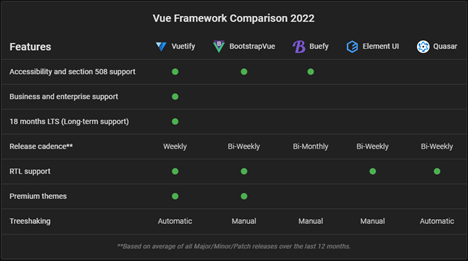 Vue Framework Comparison 2022
Features Vuetify BootstrapVue Buefy Element UI Quasar
Accessibility and section 508 support
Business and enterprise support
18 months LTS (Long-term support)
Release cadence** Weekly Bi-Weekly Bi-Monthly Bi-Weekly Bi-Weekly
RTL support
Premium themes
Treeshaking Automatic Manual Manual Manual Automatic
**Based on average of all Major/Minor/Patch releases over the last 12 months.